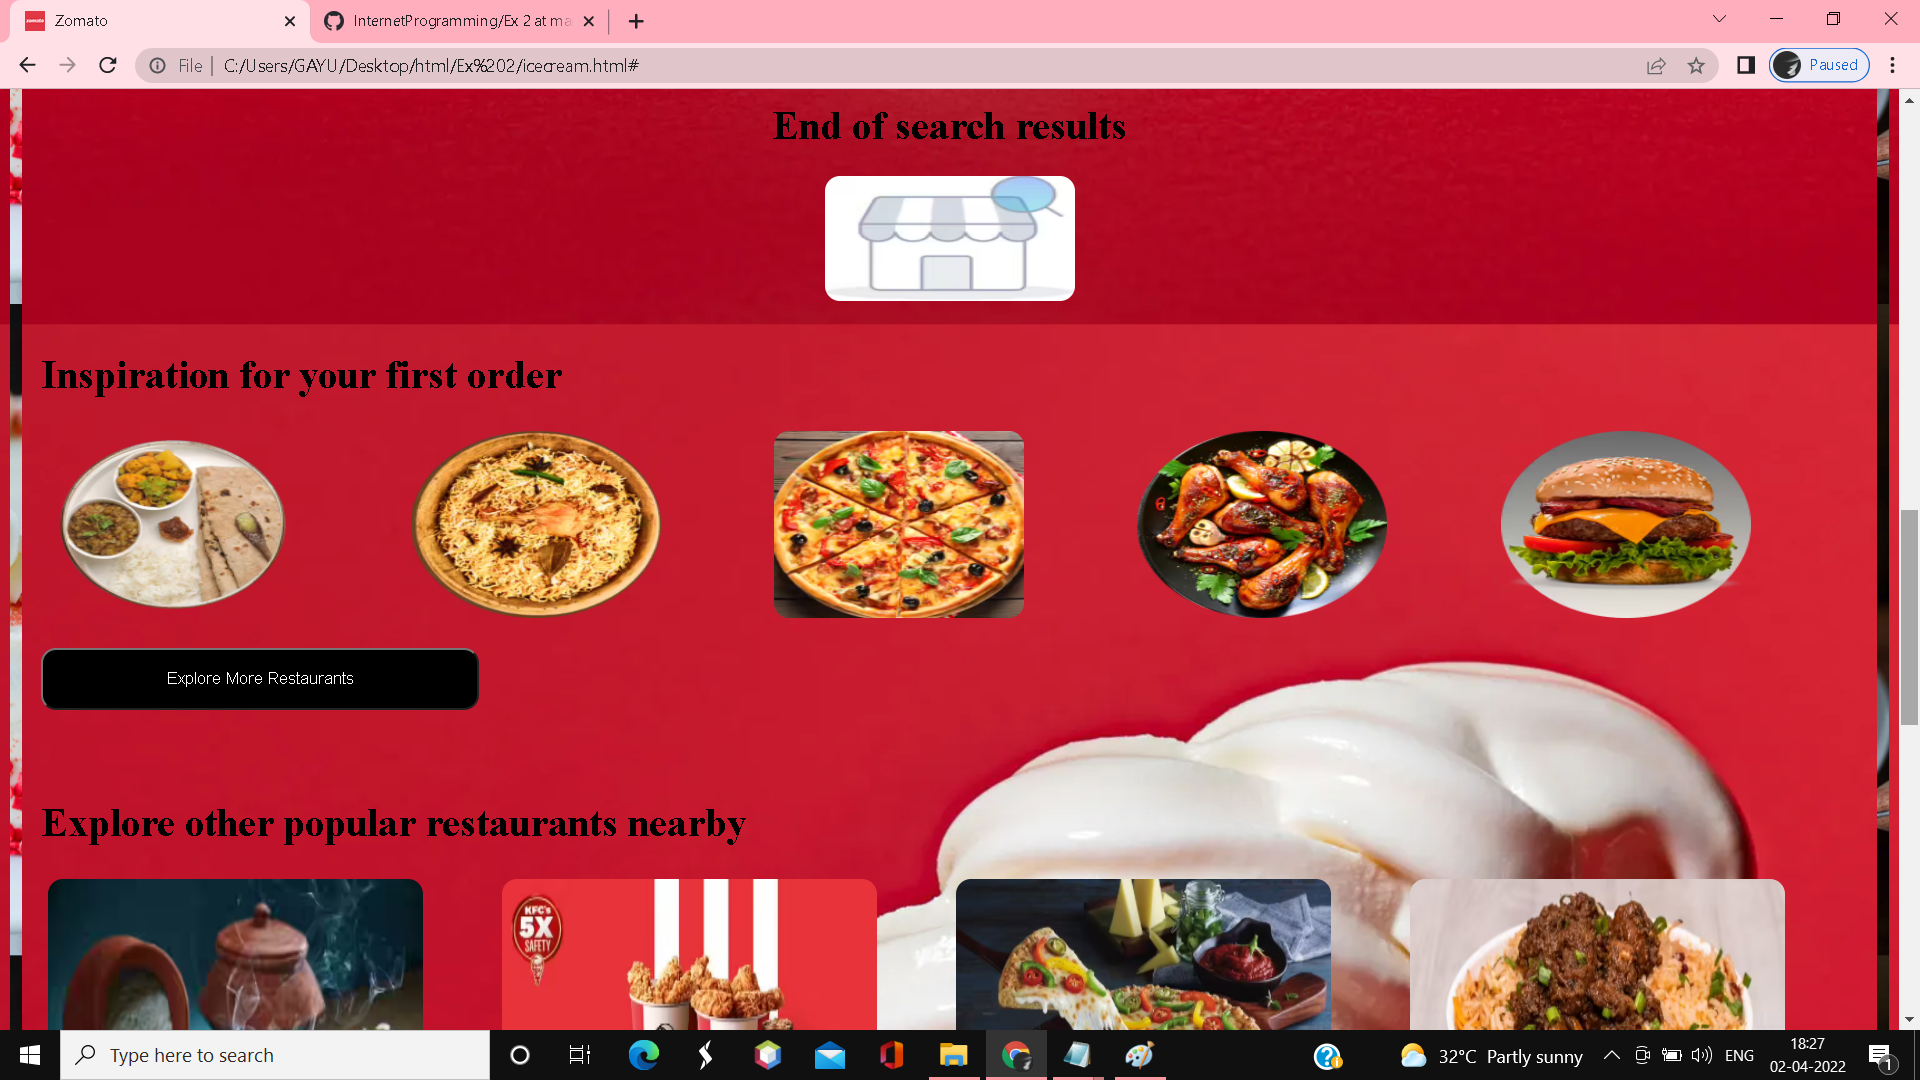 Zomato
InternetProgramming/Ex 2 at ma
File
C:/Users/GAYU/Desktop/html/Ex%202/icecream.html#
Paused
End of search results
Inspiration for your first order
Explore More Restaurants
Explore other popular restaurants nearby
KFC's
5X
SAFETY
Type here to search
32°C Partly sunny
ENG
18:27
02-04-2022
1